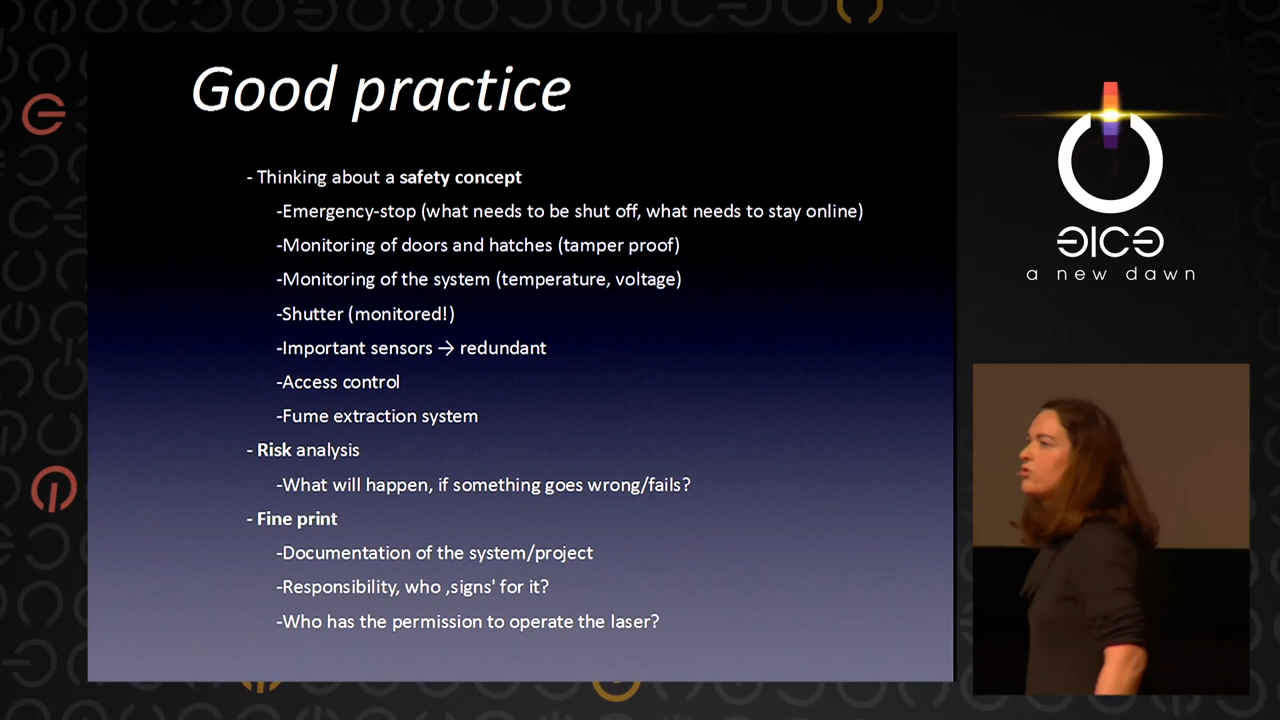 Good practice
- Thinking about a safety concept
-Emergency-stop (what needs to be shut off, what needs to stay online)
-Monitoring of doors and hatches (tamper proof)
-Monitoring of the system (temperature, voltage)
-Shutter (monitored!)
-Important sensors → redundant
-Access control
-Fume extraction system
- Risk analysis
-What will happen, if something goes wrong/fails?
- Fine print
-Documentation of the system/project
-Responsibility, who ‚signs' for it?
-Who has the permission to operate the laser?
a new dawn